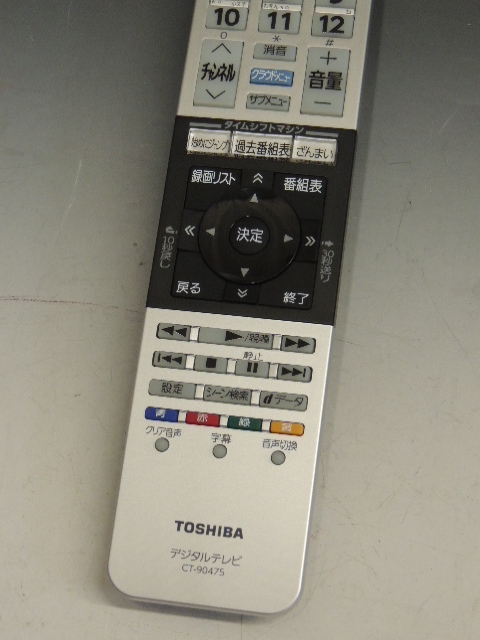 10 11 12
* #
チャンネル 消音 + 音量 -
クラウドメニュー
サブメニュー
タイムシフトマシン
始めにジャンプ 過去番組表 ざんまい
録画リスト 番組表
決定
10秒戻し 30秒送り
戻る 終了
停止
設定 シーン検索 dデータ
青 赤 緑 黄
クリア音声 字幕 音声切換
TOSHIBA
デジタルテレビ
CT-90475